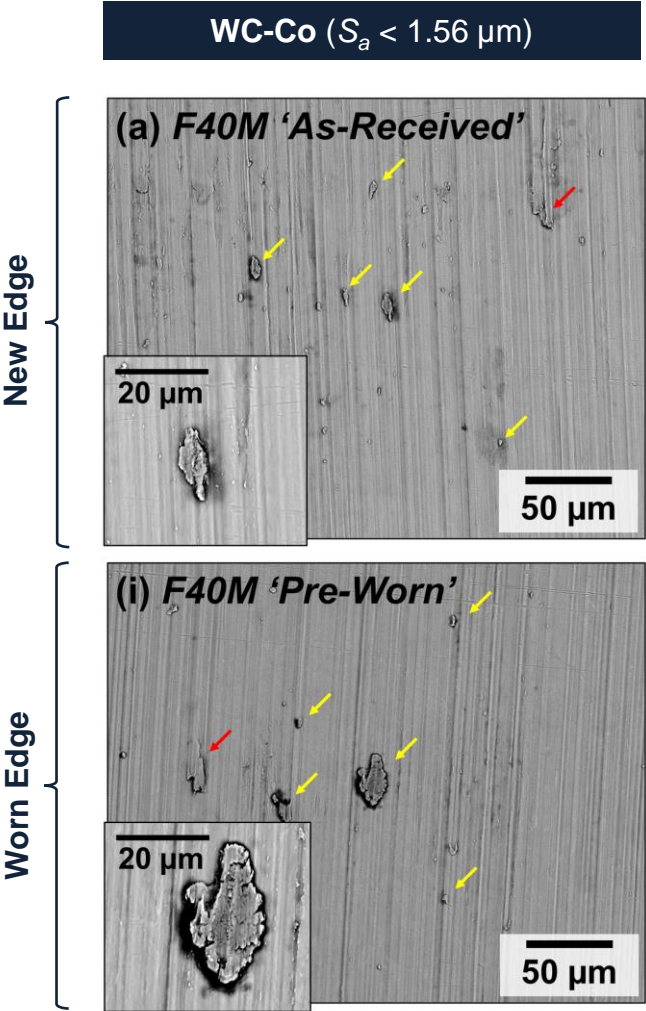 WC-Co (Sa < 1.56 µm)
New Edge
(a) F40M ‘As-Received’
20 µm
50 µm
Worn Edge
(i) F40M ‘Pre-Worn’
20 µm
50 µm